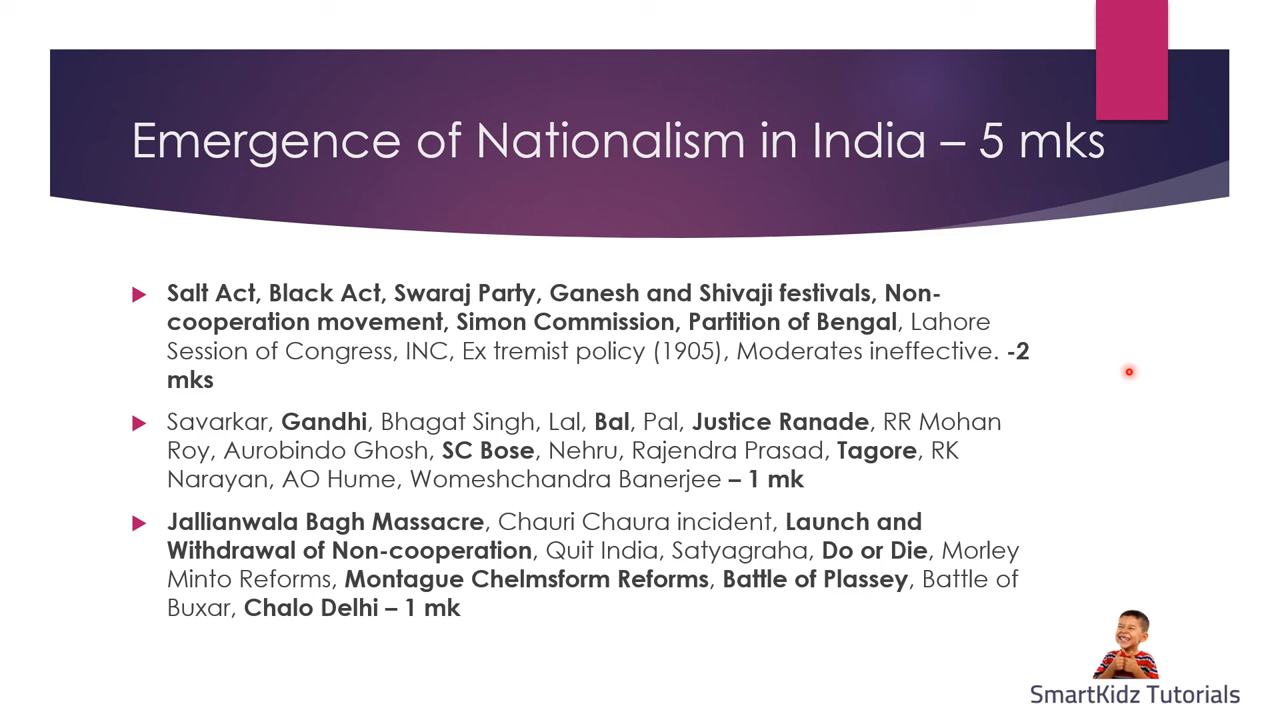 Emergence of Nationalism in India – 5 mks
Salt Act, Black Act, Swaraj Party, Ganesh and Shivaji festivals, Non-
cooperation movement, Simon Commission, Partition of Bengal, Lahore
Session of Congress, INC, Ex tremist policy (1905), Moderates ineffective. -2
mks
Savarkar, Gandhi, Bhagat Singh, Lal, Bal, Pal, Justice Ranade, RR Mohan
Roy, Aurobindo Ghosh, SC Bose, Nehru, Rajendra Prasad, Tagore, RK
Narayan, AO Hume, Womeshchandra Banerjee – 1 mk
Jallianwala Bagh Massacre, Chauri Chaura incident, Launch and
Withdrawal of Non-cooperation, Quit India, Satyagraha, Do or Die, Morley
Minto Reforms, Montague Chelmsform Reforms, Battle of Plassey, Battle of
Buxar, Chalo Delhi – 1 mk
SmartKidz Tutorials